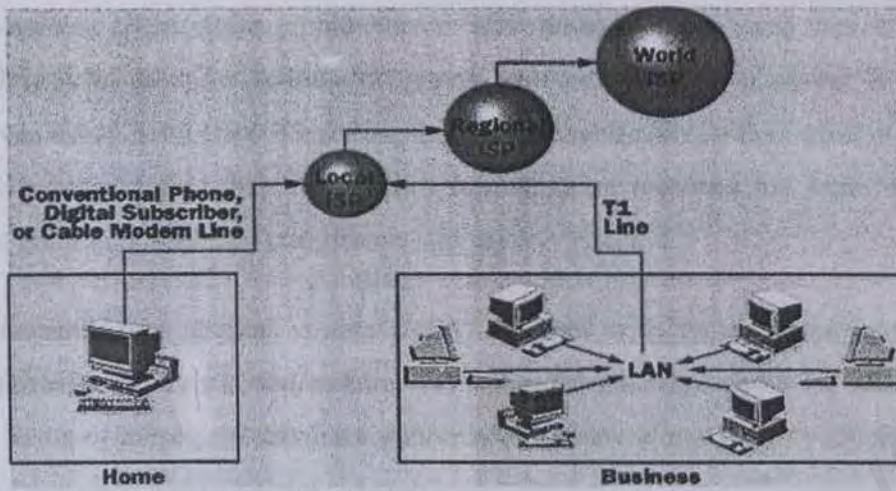 World
ISP
Regional
ISP
Local
ISP
Conventional Phone,
Digital Subscriber,
or Cable Modem Line
T1
Line
LAN
Home
Business